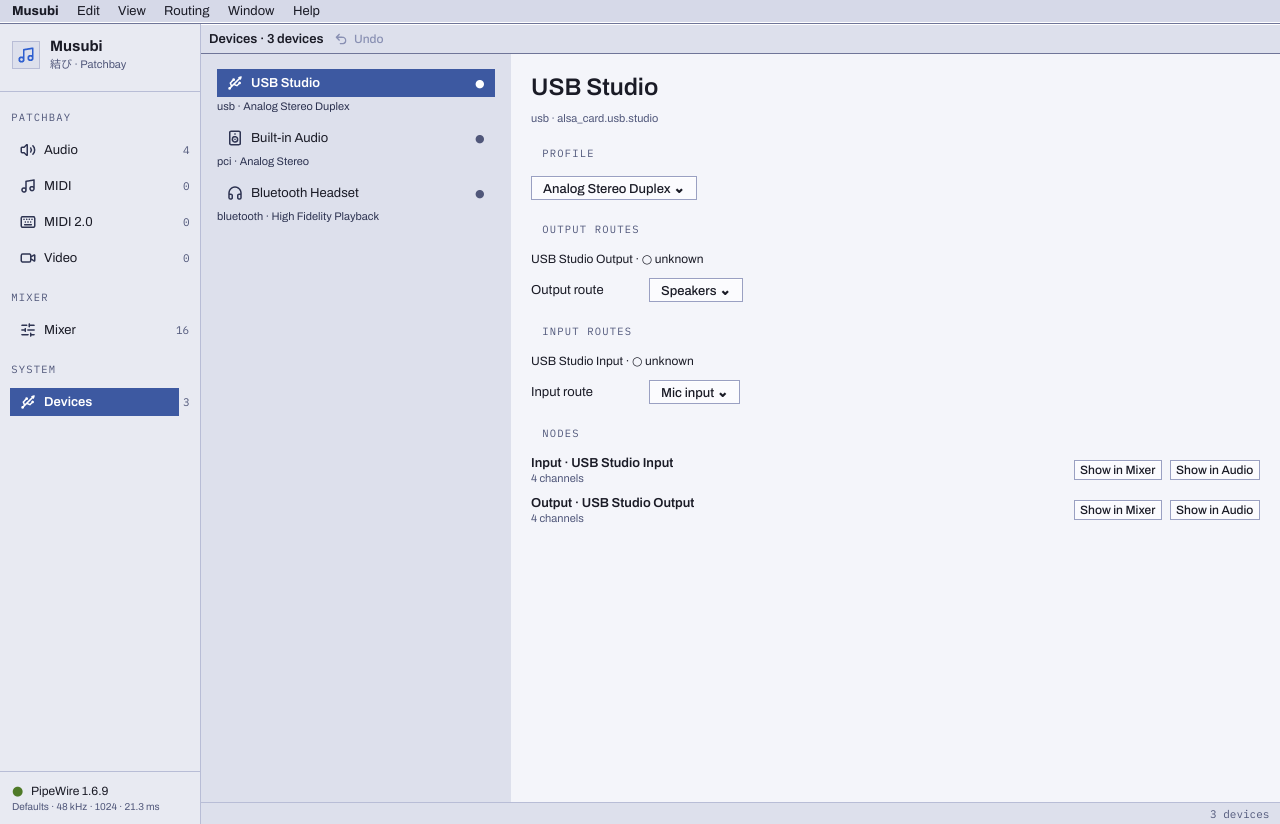 Musubi Edit View Routing Window Help
Musubi
結び · Patchbay
PATCHBAY
Audio 4
MIDI 0
MIDI 2.0 0
Video 0
MIXER
Mixer 16
SYSTEM
Devices 3
PipeWire 1.6.9
Defaults · 48 kHz · 1024 · 21.3 ms
Devices · 3 devices Undo
USB Studio
usb · Analog Stereo Duplex
Built-in Audio
pci · Analog Stereo
Bluetooth Headset
bluetooth · High Fidelity Playback
USB Studio
usb · alsa_card.usb.studio
PROFILE
Analog Stereo Duplex
OUTPUT ROUTES
USB Studio Output · ○ unknown
Output route Speakers
INPUT ROUTES
USB Studio Input · ○ unknown
Input route Mic input
NODES
Input · USB Studio Input
4 channels
Show in Mixer Show in Audio
Output · USB Studio Output
4 channels
Show in Mixer Show in Audio
3 devices